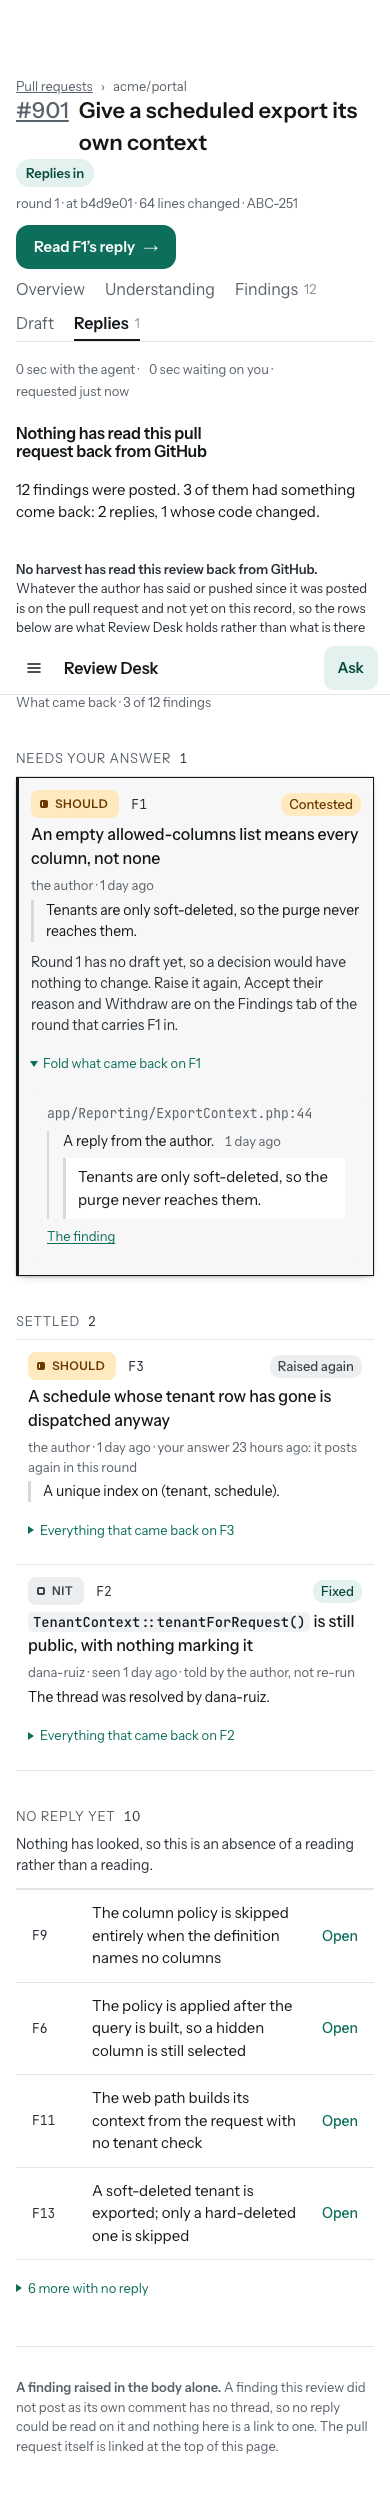 Pull requests › acme/portal
#901 Give a scheduled export its
own context
Replies in
round 1 · at b4d9e01 · 64 lines changed · ABC-251
Read F1's reply →
Overview Understanding Findings 12
Draft Replies 1
0 sec with the agent · 0 sec waiting on you ·
requested just now
Nothing has read this pull
request back from GitHub
12 findings were posted. 3 of them had something
come back: 2 replies, 1 whose code changed.
No harvest has read this review back from GitHub.
Whatever the author has said or pushed since it was posted
is on the pull request and not yet on this record, so the rows
below are what Review Desk holds rather than what is there
Review Desk Ask
What came back · 3 of 12 findings
NEEDS YOUR ANSWER 1
SHOULD F1 Contested
An empty allowed-columns list means every
column, not none
the author · 1 day ago
Tenants are only soft-deleted, so the purge never
reaches them.
Round 1 has no draft yet, so a decision would have
nothing to change. Raise it again, Accept their
reason and Withdraw are on the Findings tab of the
round that carries F1 in.
Fold what came back on F1
app/Reporting/ExportContext.php:44
A reply from the author. 1 day ago
Tenants are only soft-deleted, so the
purge never reaches them.
The finding
SETTLED 2
SHOULD F3 Raised again
A schedule whose tenant row has gone is
dispatched anyway
the author · 1 day ago · your answer 23 hours ago: it posts
again in this round
A unique index on (tenant, schedule).
Everything that came back on F3
NIT F2 Fixed
TenantContext::tenantForRequest() is still
public, with nothing marking it
dana-ruiz · seen 1 day ago · told by the author, not re-run
The thread was resolved by dana-ruiz.
Everything that came back on F2
NO REPLY YET 10
Nothing has looked, so this is an absence of a reading
rather than a reading.
F9 The column policy is skipped
entirely when the definition
names no columns Open
F6 The policy is applied after the
query is built, so a hidden
column is still selected Open
F11 The web path builds its
context from the request with
no tenant check Open
F13 A soft-deleted tenant is
exported; only a hard-deleted
one is skipped Open
6 more with no reply
A finding raised in the body alone. A finding this review did
not post as its own comment has no thread, so no reply
could be read on it and nothing here is a link to one. The pull
request itself is linked at the top of this page.